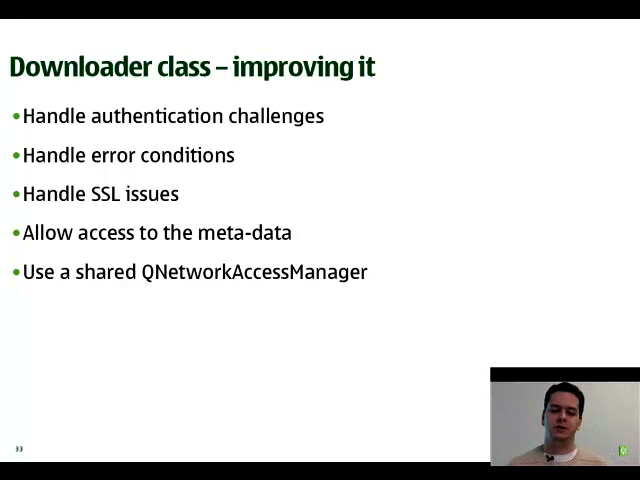 Downloader class – improving it
•Handle authentication challenges
•Handle error conditions
•Handle SSL issues
•Allow access to the meta-data
•Use a shared QNetworkAccessManager
33